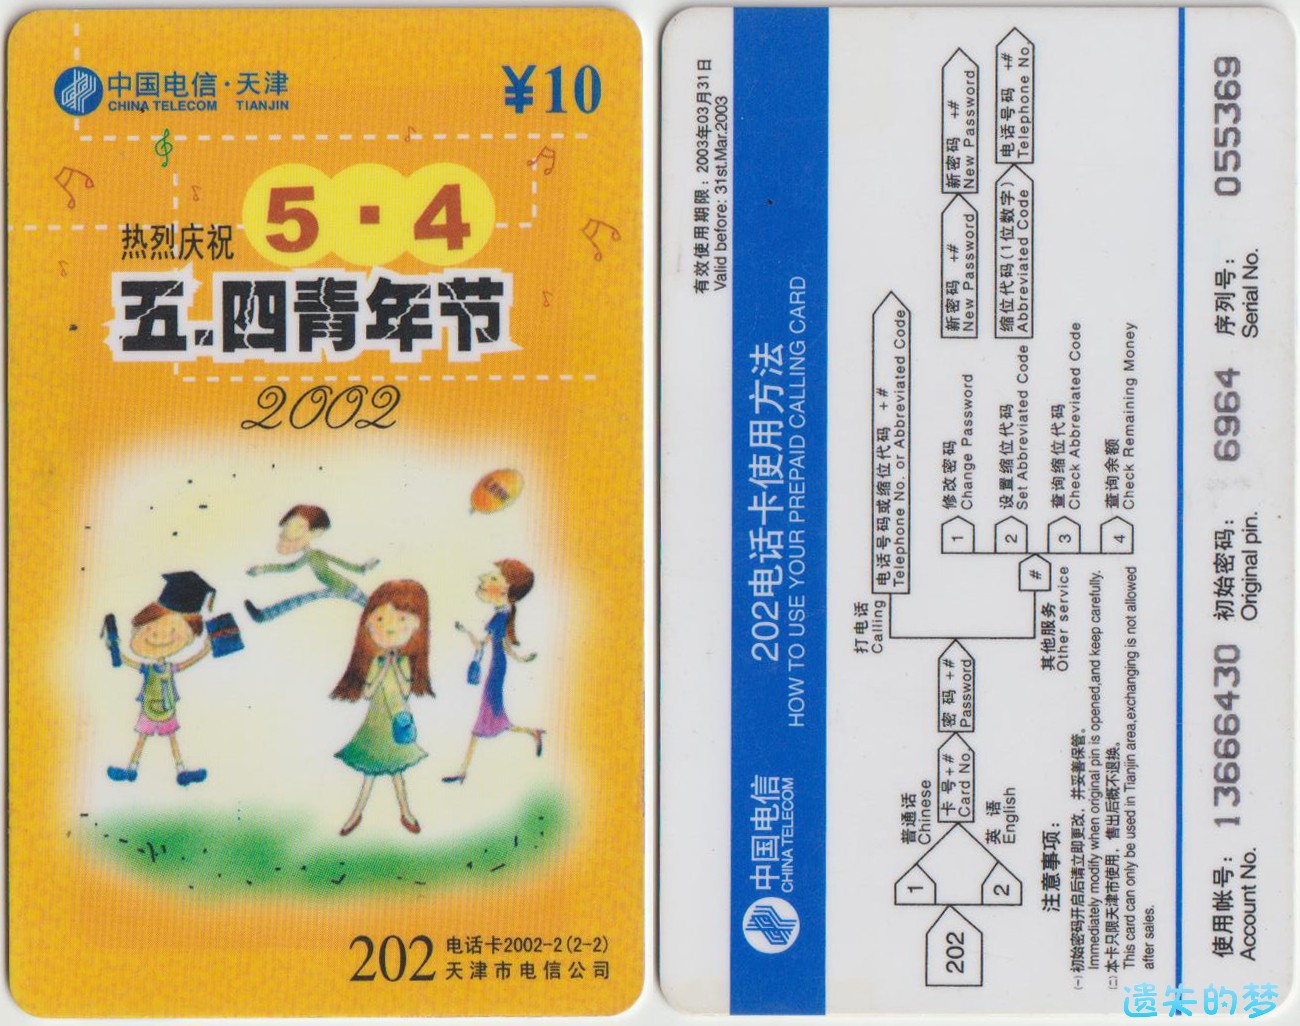 中国电信·天津
CHINA TELECOM TIANJIN
¥10
5·4
热烈庆祝
五.四青年节
2002
202 电话卡2002-2(2-2)
天津市电信公司
有效使用期限：2003年03月31日
Valid before: 31st.Mar.2003
中国电信
CHINA TELECOM
202电话卡使用方法
HOW TO USE YOUR PREPAID CALLING CARD
202
1
普通话
Chinese
2
英语
English
卡号+#
Card No
密码+#
Password
打电话
Calling
电话号码或缩位代码 +#
Telephone No. or Abbreviated Code
其他服务
Other service
#
1
修改密码
Change Password
新密码 +#
New Password
新密码 +#
New Password
2
设置缩位代码
Set Abbreviated Code
缩位代码(1位数字)
Abbreviated Code
电话号码 +#
Telephone No
3
查询缩位代码
Check Abbreviated Code
4
查询余额
Check Remaining Money
注意事项：
(一)初始密码开启后请立即更改，并妥善保管。
Immediately modify when original pin is opened,and keep carefully.
(二)本卡只限天津市使用，售出后概不退换。
This card can only be used in Tianjin area,exchanging is not allowed
after sales.
使用帐号： 13666430 初始密码： 6964 序列号： 055369
Account No. Original pin. Serial No.
遗失的梦